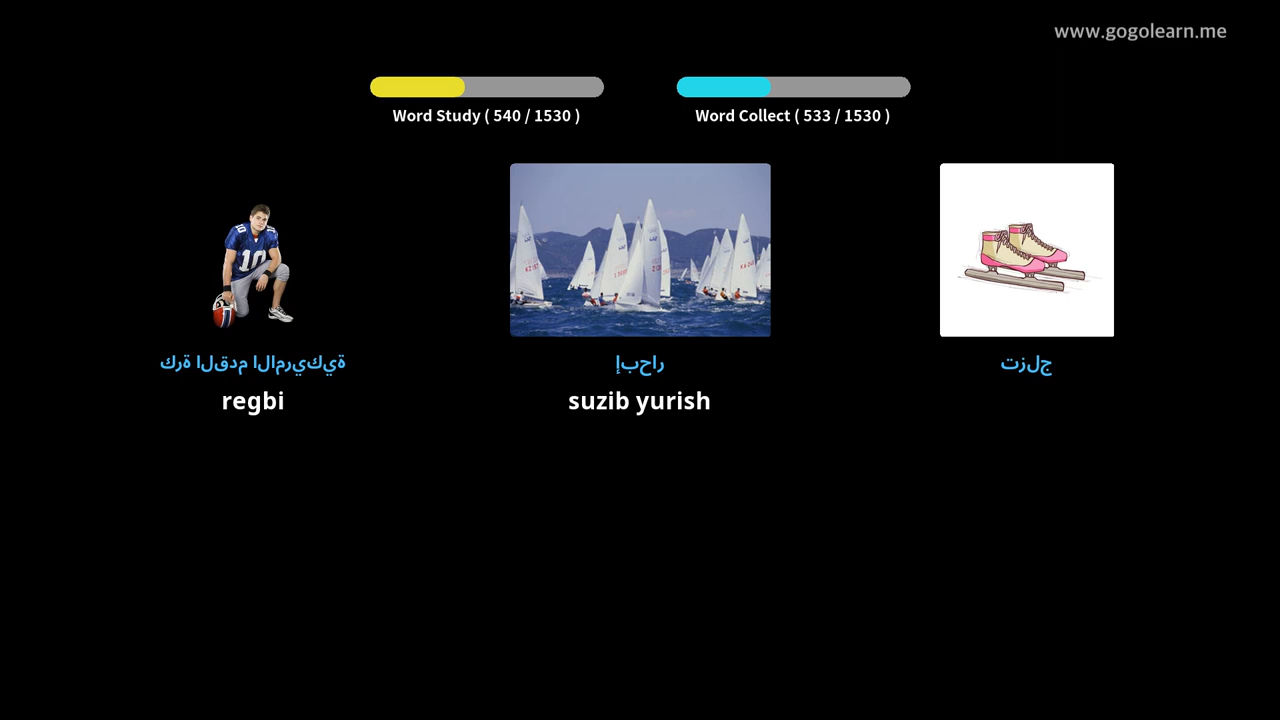 www.gogolearn.me
Word Study ( 540 / 1530 )
Word Collect ( 533 / 1530 )
كرة القدم الامريكية
إبحار
تزلج
regbi
suzib yurish